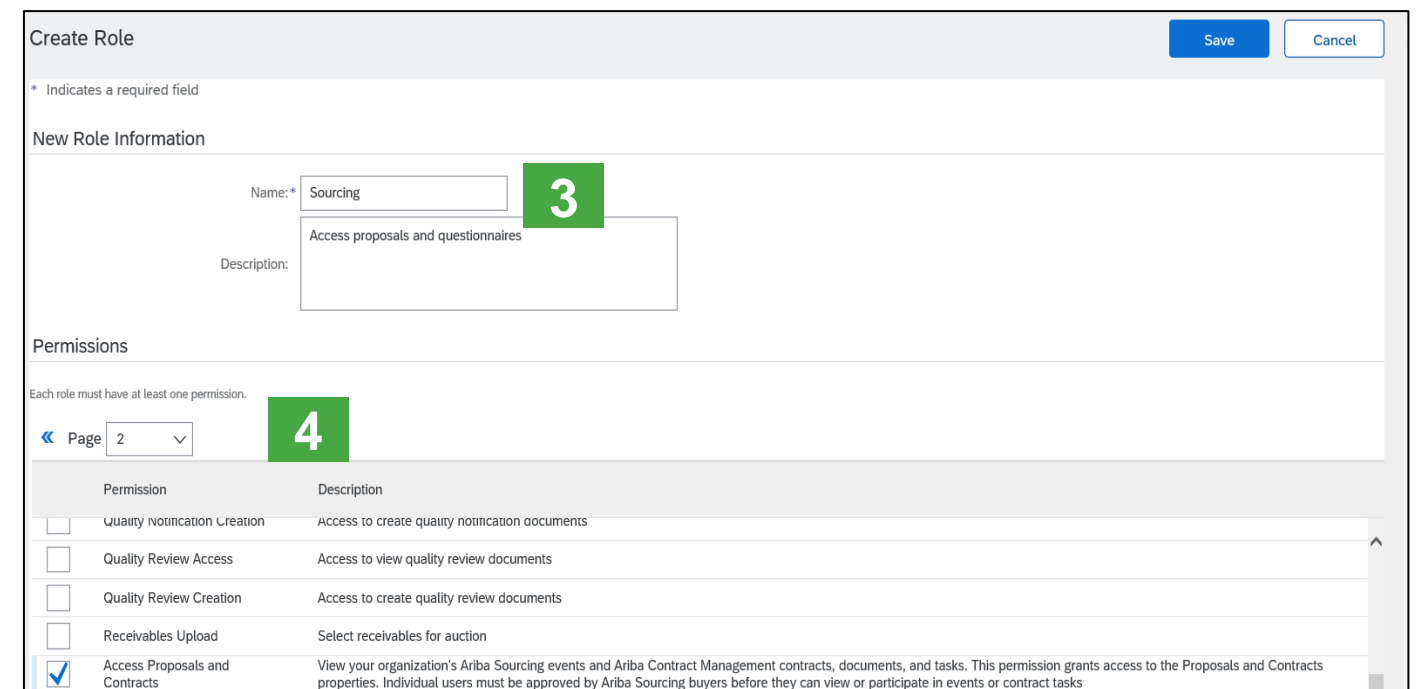 Create Role
Save
Cancel
* Indicates a required field
New Role Information
Name:*
Sourcing
3
Description:
Access proposals and questionnaires
Permissions
Each role must have at least one permission.
« Page 2
4
Permission
Description
Quality Notification Creation
Access to create quality notification documents
Quality Review Access
Access to view quality review documents
Quality Review Creation
Access to create quality review documents
Receivables Upload
Select receivables for auction
Access Proposals and
Contracts
View your organization's Ariba Sourcing events and Ariba Contract Management contracts, documents, and tasks. This permission grants access to the Proposals and Contracts
properties. Individual users must be approved by Ariba Sourcing buyers before they can view or participate in events or contract tasks